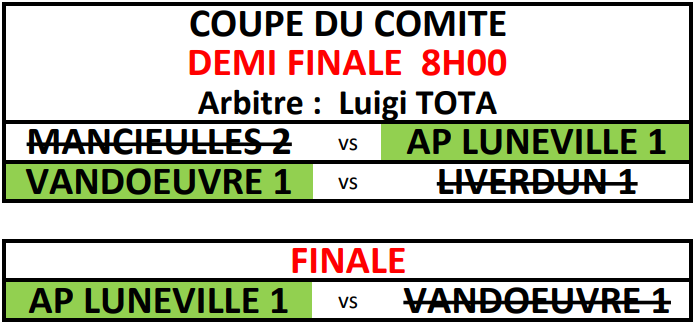 COUPE DU COMITE
DEMI FINALE 8H00
Arbitre : Luigi TOTA
MANCIEULLES 2 vs AP LUNEVILLE 1
VANDOEUVRE 1 vs LIVERDUN 1
FINALE
AP LUNEVILLE 1 vs VANDOEUVRE 1